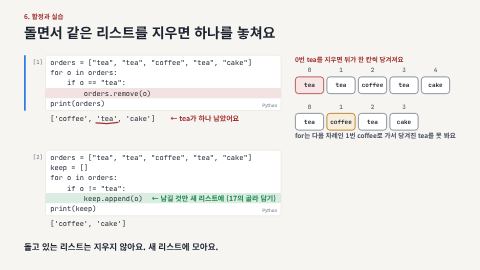 6. 함정과 실습
돌면서 같은 리스트를 지우면 하나를 놓쳐요
[1] orders = ["tea", "tea", "coffee", "tea", "cake"]
for o in orders:
if o == "tea":
orders.remove(o)
print(orders)
Python
['coffee', 'tea', 'cake'] ← tea가 하나 남았어요
0번 tea를 지우면 뒤가 한 칸씩 당겨져요
0 1 2 3 4
tea tea coffee tea cake
0 1 2 3
tea coffee tea cake
for는 다음 차례인 1번 coffee로 가서 당겨진 tea를 못 봐요
[2] orders = ["tea", "tea", "coffee", "tea", "cake"]
keep = []
for o in orders:
if o != "tea":
keep.append(o) ← 남길 것만 새 리스트에 (17의 골라 담기)
print(keep)
Python
['coffee', 'cake']
돌고 있는 리스트는 지우지 않아요. 새 리스트에 모아요.